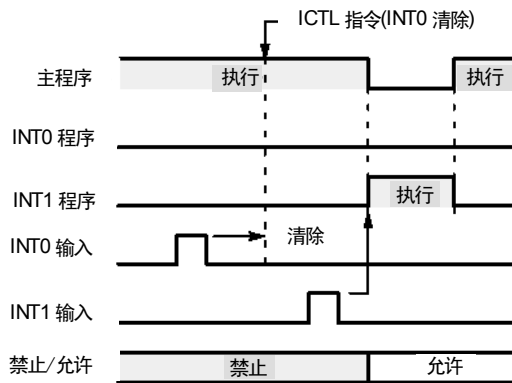 ICTL 指令(INT0 清除)
主程序 执行 执行
INT0 程序
INT1 程序 执行
INT0 输入 清除
INT1 输入
禁止/允许 禁止 允许